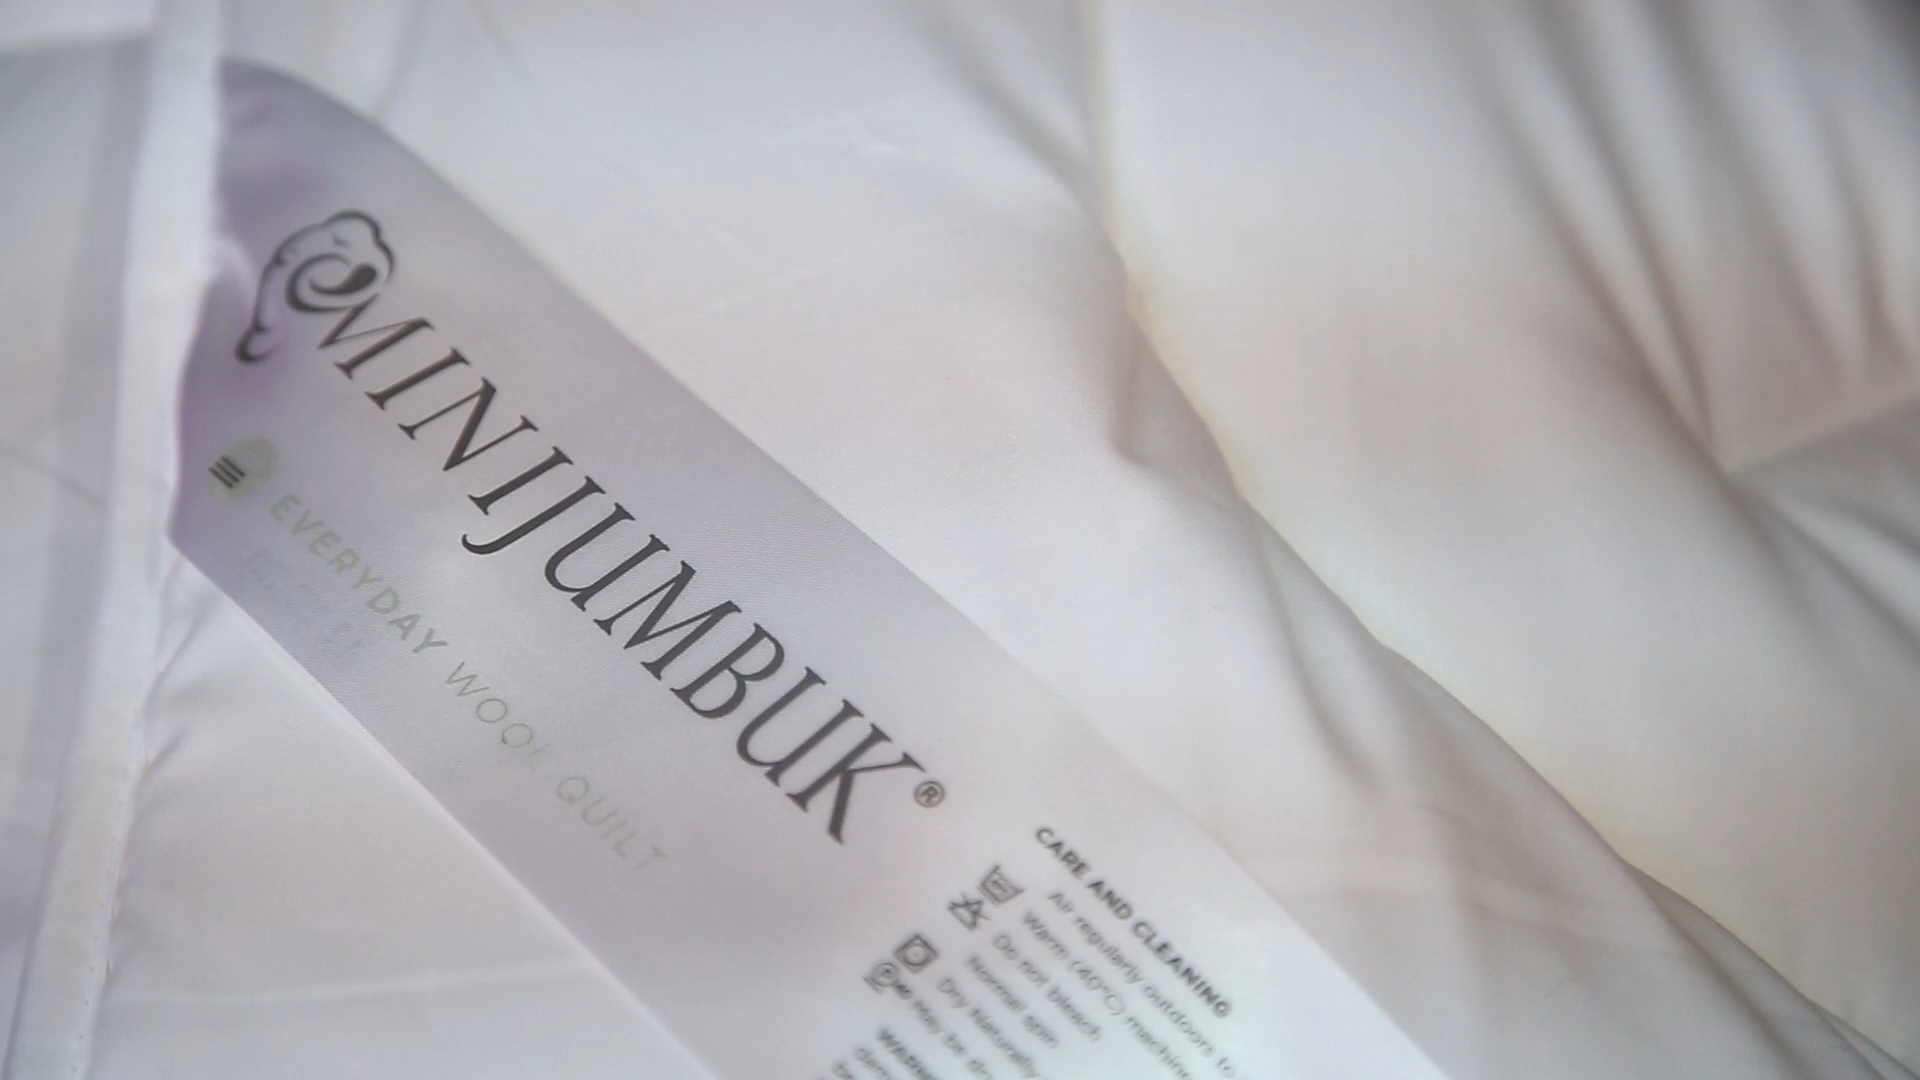 MINIJUMBUK®
EVERYDAY WOOL QUILT
CARE AND CLEANING
Air regularly outdoors to
Warm (40°C) machine
Do not bleach
Normal spin
Dry Naturally
May be